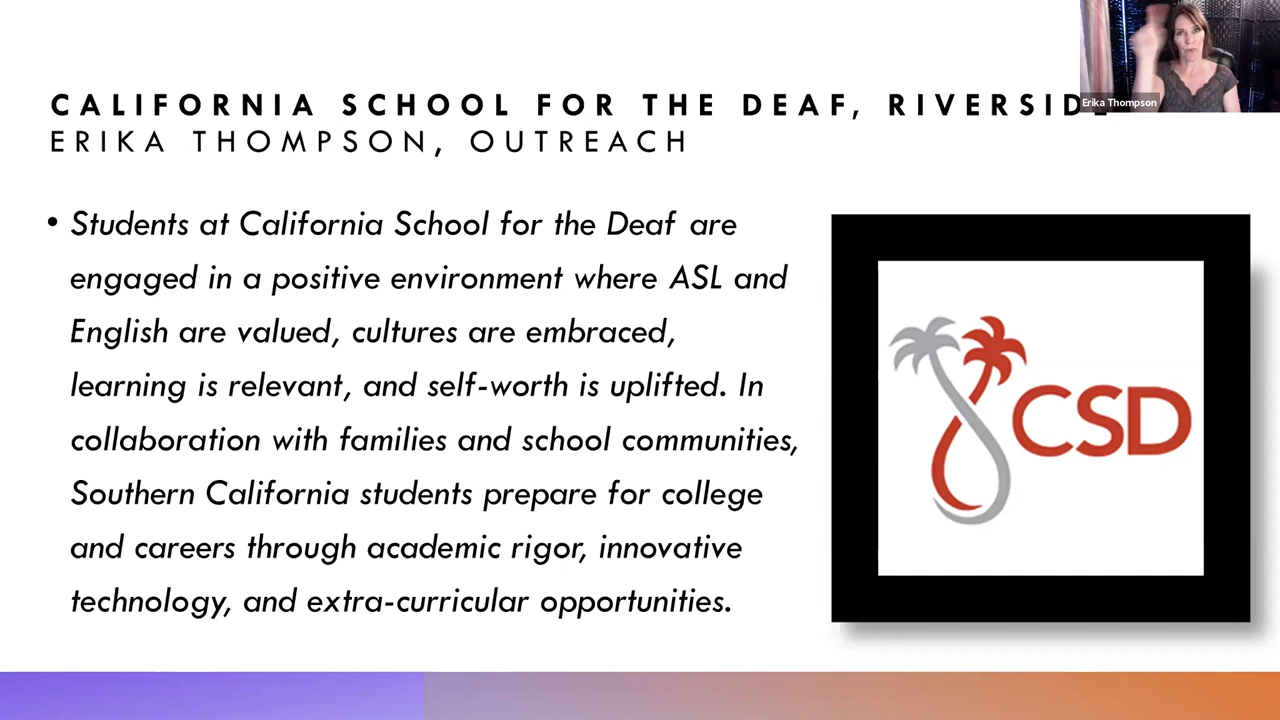 CALIFORNIA SCHOOL FOR THE DEAF, RIVERSID
ERIKA THOMPSON, OUTREACH
Erika Thompson
• Students at California School for the Deaf are
engaged in a positive environment where ASL and
English are valued, cultures are embraced,
learning is relevant, and self-worth is uplifted. In
collaboration with families and school communities,
Southern California students prepare for college
and careers through academic rigor, innovative
technology, and extra-curricular opportunities.
CSD